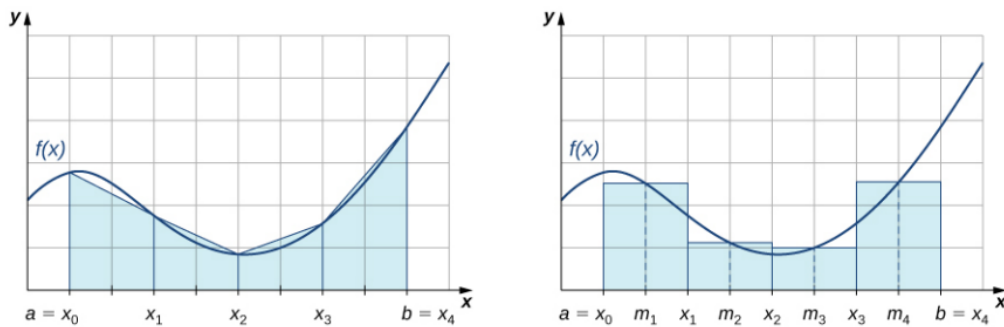 y
f(x)
x
a = x₀ x₁ x₂ x₃ b = x₄
y
f(x)
x
a = x₀ m₁ x₁ m₂ x₂ m₃ x₃ m₄ b = x₄